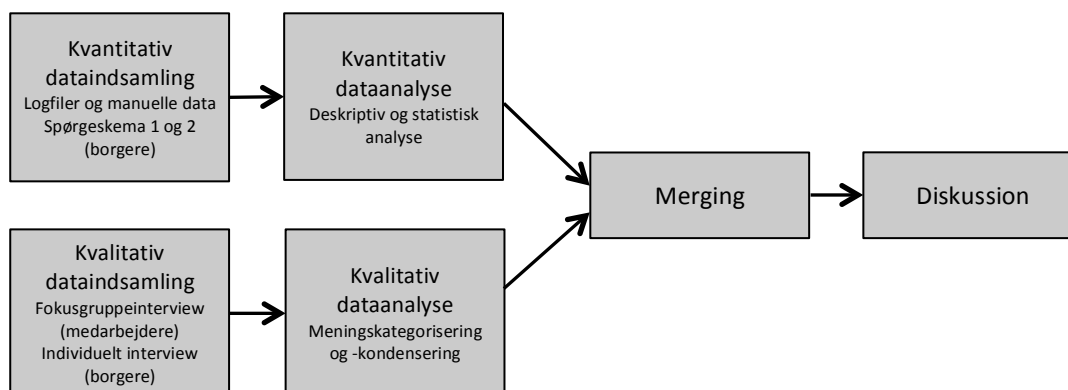 Kvantitativ
dataindsamling
Logfiler og manuelle data
Spørgeskema 1 og 2
(borgere)
Kvantitativ
dataanalyse
Deskriptiv og statistisk
analyse
Merging
Diskussion
Kvalitativ
dataindsamling
Fokusgruppeinterview
(medarbejdere)
Individuelt interview
(borgere)
Kvalitativ
dataanalyse
Meningskategorisering
og -kondensering